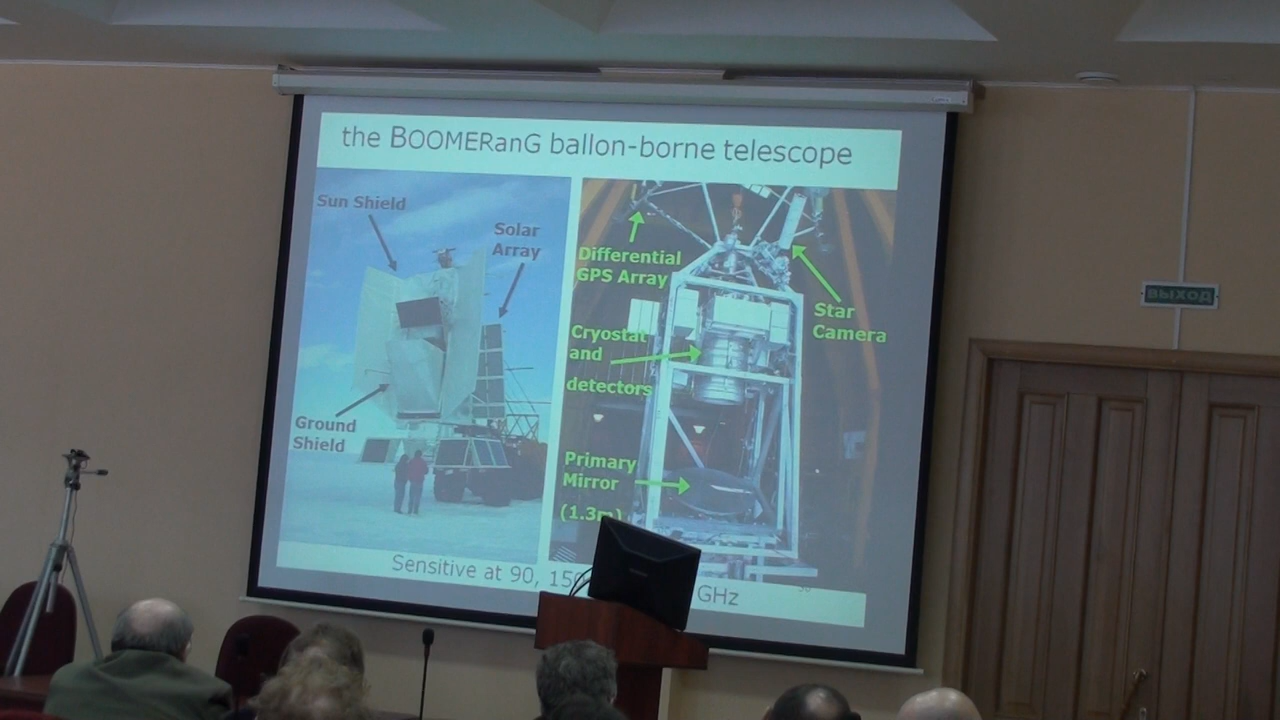 the BOOMERanG ballon-borne telescope
Sun Shield
Solar
Array
Ground
Shield
Differential
GPS Array
Star
Camera
Cryostat
and
detectors
Primary
Mirror
(1.3m)
Sensitive at 90, GHz
ВЫХОД